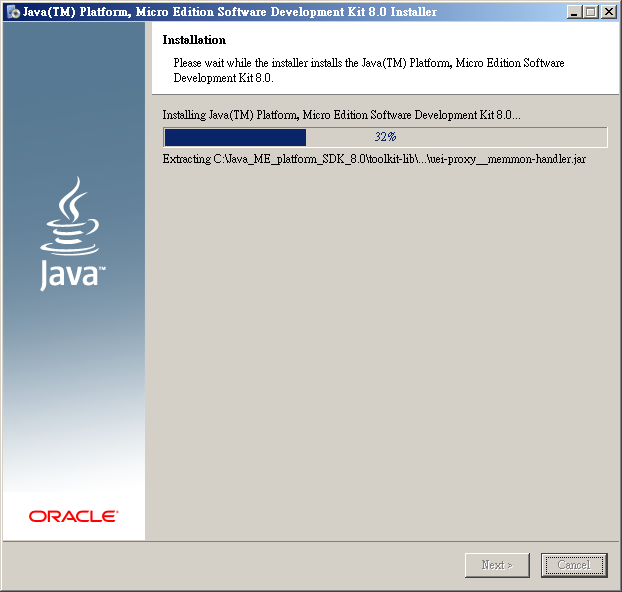 Java(TM) Platform, Micro Edition Software Development Kit 8.0 Installer
Installation
Please wait while the installer installs the Java(TM) Platform, Micro Edition Software
Development Kit 8.0.
Installing Java(TM) Platform, Micro Edition Software Development Kit 8.0...
32%
Extracting C:\Java_ME_platform_SDK_8.0\toolkit-lib\...\uei-proxy__memmon-handler.jar
Java™
ORACLE®
Next >
Cancel